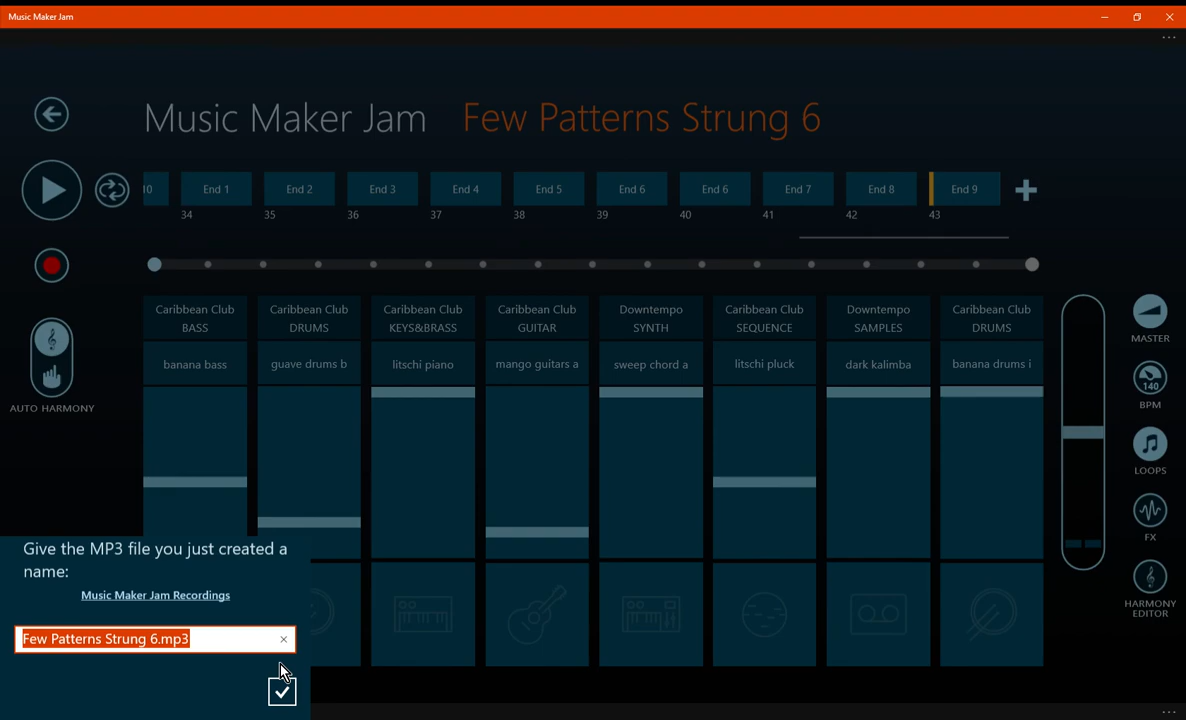 Music Maker Jam
Music Maker Jam Few Patterns Strung 6
10 End 1 End 2 End 3 End 4 End 5 End 6 End 6 End 7 End 8 End 9
34 35 36 37 38 39 40 41 42 43
Caribbean Club Caribbean Club Caribbean Club Caribbean Club Downtempo Caribbean Club Downtempo Caribbean Club
BASS DRUMS KEYS&BRASS GUITAR SYNTH SEQUENCE SAMPLES DRUMS
banana bass guave drums b litschi piano mango guitars a sweep chord a litschi pluck dark kalimba banana drums i
MASTER
140
BPM
AUTO HARMONY
LOOPS
FX
HARMONY
EDITOR
Give the MP3 file you just created a
name:
Music Maker Jam Recordings
Few Patterns Strung 6.mp3